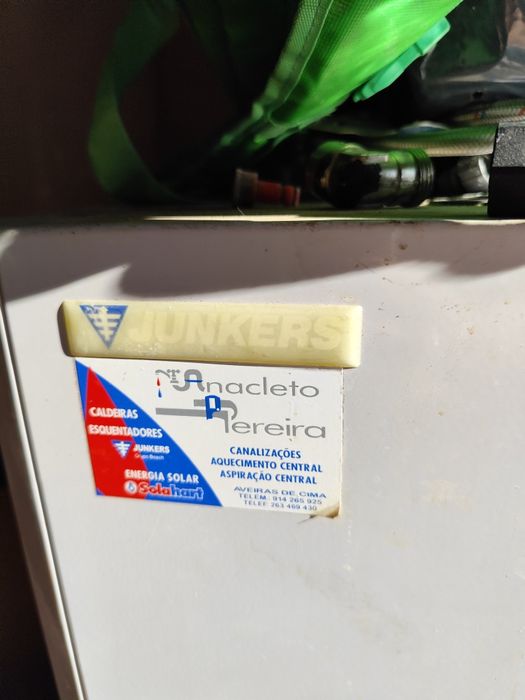 JUNKERS
Anacleto
Pereira
CALDEIRAS
ESQUENTADORES
JUNKERS
Grupo Bosch
ENERGIA SOLAR
Solahart
CANALIZAÇÕES
AQUECIMENTO CENTRAL
ASPIRAÇÃO CENTRAL
AVEIRAS DE CIMA
TELEM.: 914 265 925
TELEF. 263 469 430